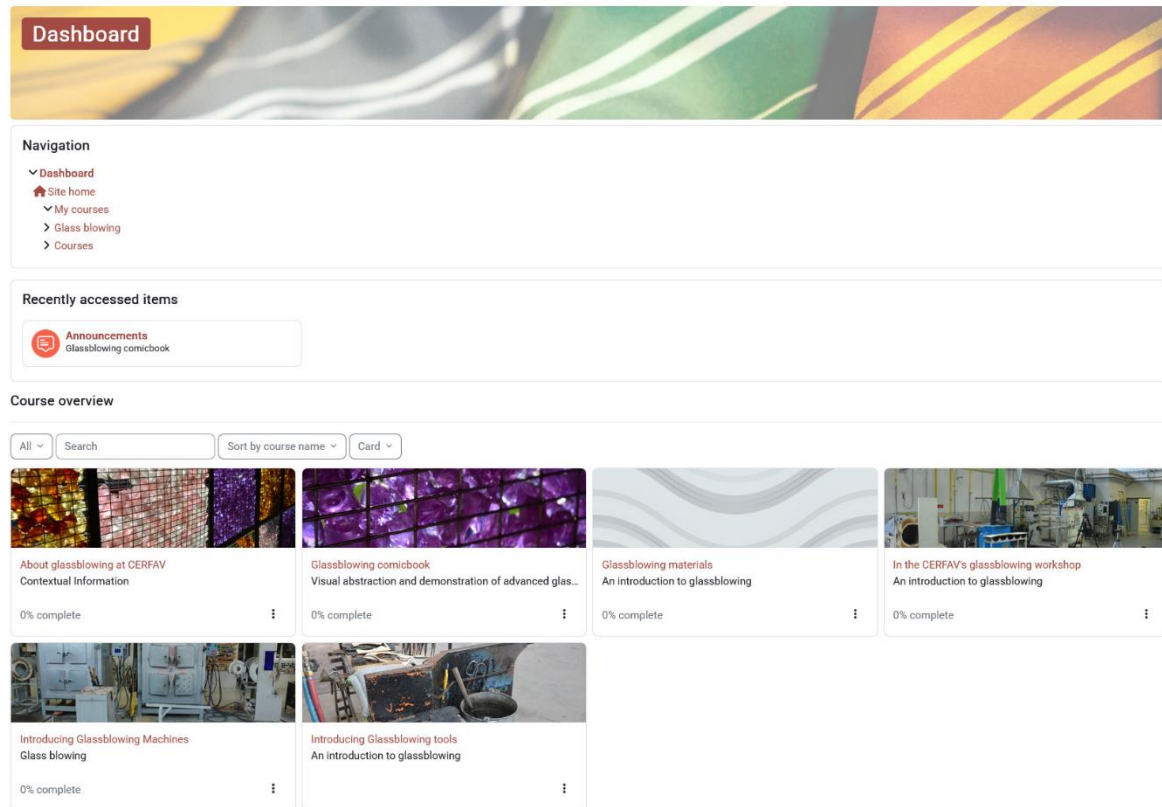 Dashboard
Navigation
Dashboard
Site home
My courses
Glass blowing
Courses
Recently accessed items
Announcements
Glassblowing comicbook
Course overview
All
Search
Sort by course name
Card
About glassblowing at CERFAV
Contextual Information
0% complete
Glassblowing comicbook
Visual abstraction and demonstration of advanced glas...
0% complete
Glassblowing materials
An introduction to glassblowing
0% complete
In the CERFAV's glassblowing workshop
An introduction to glassblowing
0% complete
Introducing Glassblowing Machines
Glass blowing
0% complete
Introducing Glassblowing tools
An introduction to glassblowing